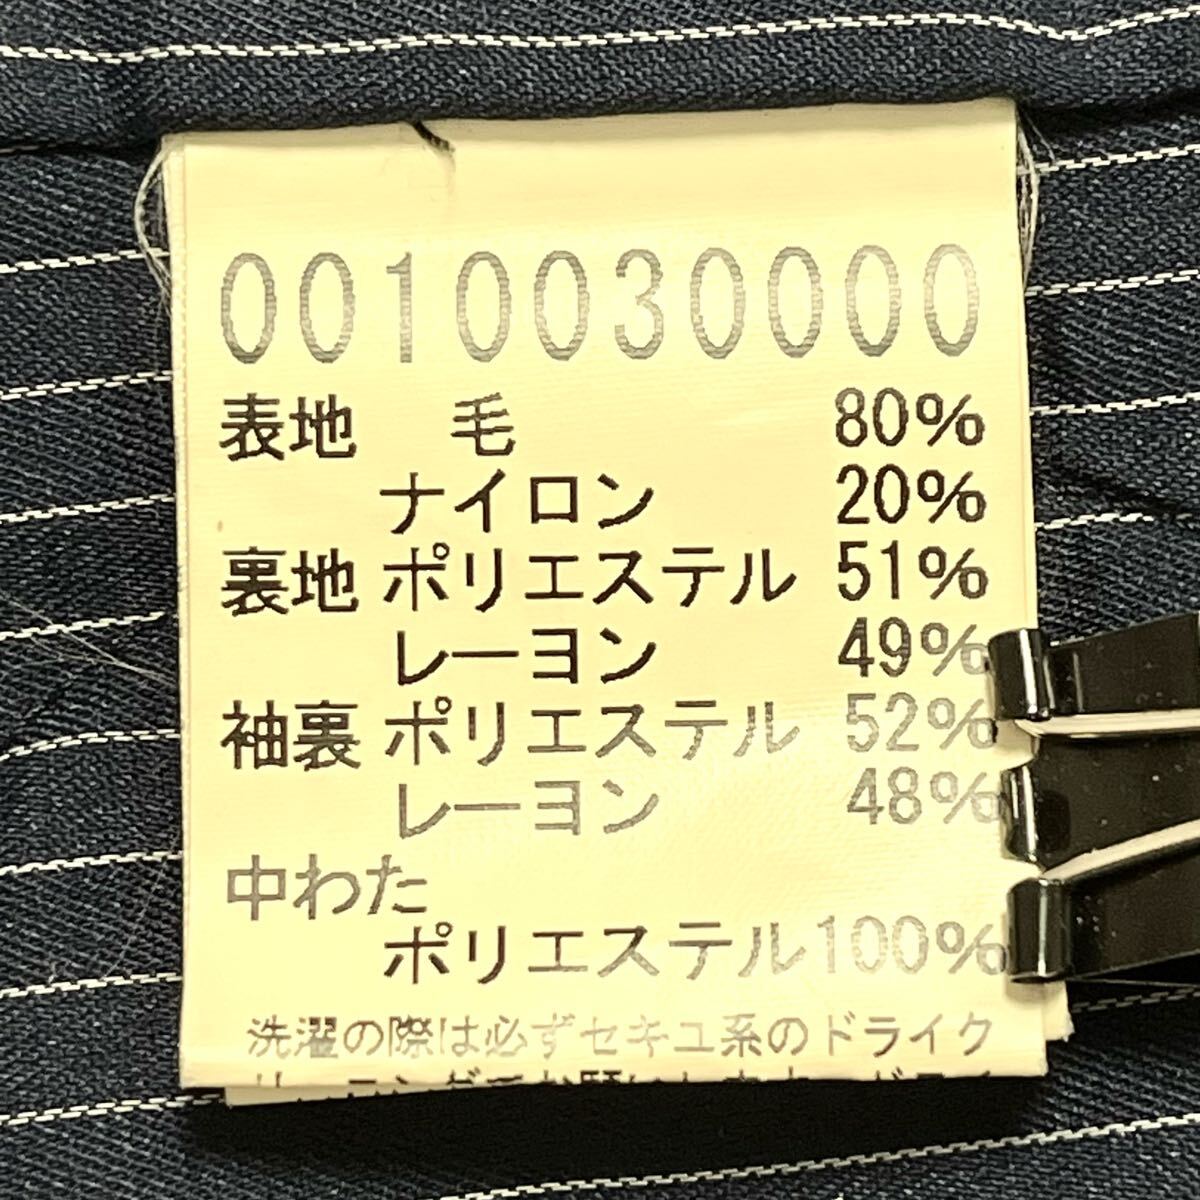 0010030000
表地 毛 80%
ナイロン 20%
裏地 ポリエステル 51%
レーヨン 49%
袖裏 ポリエステル 52%
レーヨン 48%
中わた
ポリエステル100%
洗濯の際は必ずセキユ系のドライク